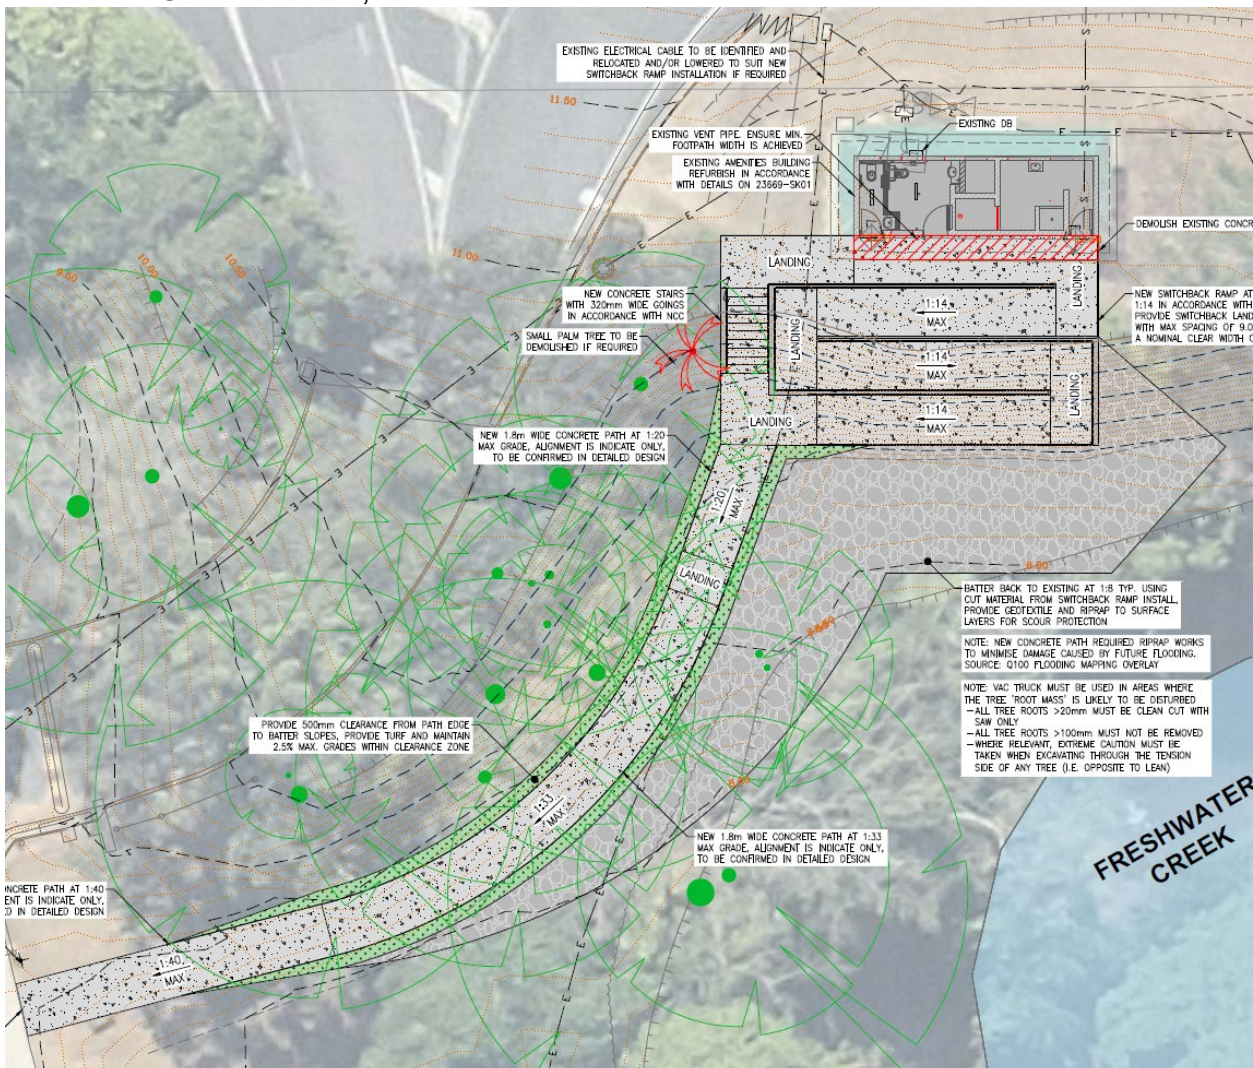 EXISTING ELECTRICAL CABLE TO BE IDENTIFIED AND
RELOCATED AND/OR LOWERED TO SUIT NEW
SWITCHBACK RAMP INSTALLATION IF REQUIRED
11.50
EXISTING DB
EXISTING VENT PIPE. ENSURE MIN.
FOOTPATH WIDTH IS ACHIEVED
EXISTING AMENITIES BUILDING
REFURBISH IN ACCORDANCE
WITH DETAILS ON 23669-SK01
DEMOLISH EXISTING CONCR
9.50
10.00
10.50
11.00
LANDING
LANDING
NEW CONCRETE STAIRS
WITH 320mm WIDE GOINGS
IN ACCORDANCE WITH NCC
SMALL PALM TREE TO BE
DEMOLISHED IF REQUIRED
LANDING
1:14
MAX
1:14
MAX
1:14
MAX
LANDING
LANDING
NEW SWITCHBACK RAMP AT
1:14 IN ACCORDANCE WITH
PROVIDE SWITCHBACK LAND
WITH MAX SPACING OF 9.0
A NOMINAL CLEAR WIDTH O
NEW 1.8m WIDE CONCRETE PATH AT 1:20
MAX GRADE, ALIGNMENT IS INDICATE ONLY,
TO BE CONFIRMED IN DETAILED DESIGN
1:20
MAX
LANDING
8.60
BATTER BACK TO EXISTING AT 1:8 TYP. USING
CUT MATERIAL FROM SWITCHBACK RAMP INSTALL,
PROVIDE GEOTEXTILE AND RIPRAP TO SURFACE
LAYERS FOR SCOUR PROTECTION
NOTE: NEW CONCRETE PATH REQUIRED RIPRAP WORKS
TO MINIMISE DAMAGE CAUSED BY FUTURE FLOODING.
SOURCE: Q100 FLOODING MAPPING OVERLAY
NOTE: VAC TRUCK MUST BE USED IN AREAS WHERE
THE TREE 'ROOT MASS' IS LIKELY TO BE DISTURBED
-ALL TREE ROOTS >20mm MUST BE CLEAN CUT WITH
SAW ONLY
-ALL TREE ROOTS >100mm MUST NOT BE REMOVED
-WHERE RELEVANT, EXTREME CAUTION MUST BE
TAKEN WHEN EXCAVATING THROUGH THE TENSION
SIDE OF ANY TREE (I.E. OPPOSITE TO LEAN)
PROVIDE 500mm CLEARANCE FROM PATH EDGE
TO BATTER SLOPES, PROVIDE TURF AND MAINTAIN
2.5% MAX. GRADES WITHIN CLEARANCE ZONE
1:33
MAX
NEW 1.8m WIDE CONCRETE PATH AT 1:33
MAX GRADE, ALIGNMENT IS INDICATE ONLY,
TO BE CONFIRMED IN DETAILED DESIGN
FRESHWATER
CREEK
ONCRETE PATH AT 1:40
ENT IS INDICATE ONLY,
D IN DETAILED DESIGN
1:40
MAX